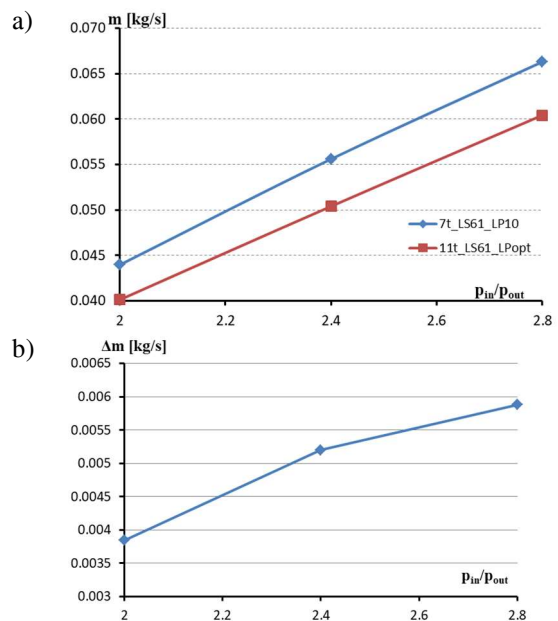 a)
m [kg/s]
0.070
0.065
0.060
0.055
0.050
0.045
0.040
7t_LS61_LP10
11t_LS61_LPopt
pin/pout
2 2.2 2.4 2.6 2.8
b)
Δm [kg/s]
0.0065
0.006
0.0055
0.005
0.0045
0.004
0.0035
0.003
pin/pout
2 2.2 2.4 2.6 2.8